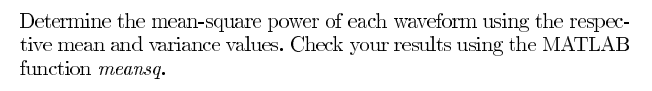 Determine the mean-square power of each waveform using the respec-
tive mean and variance values. Check your results using the MATLAB
function meansq.